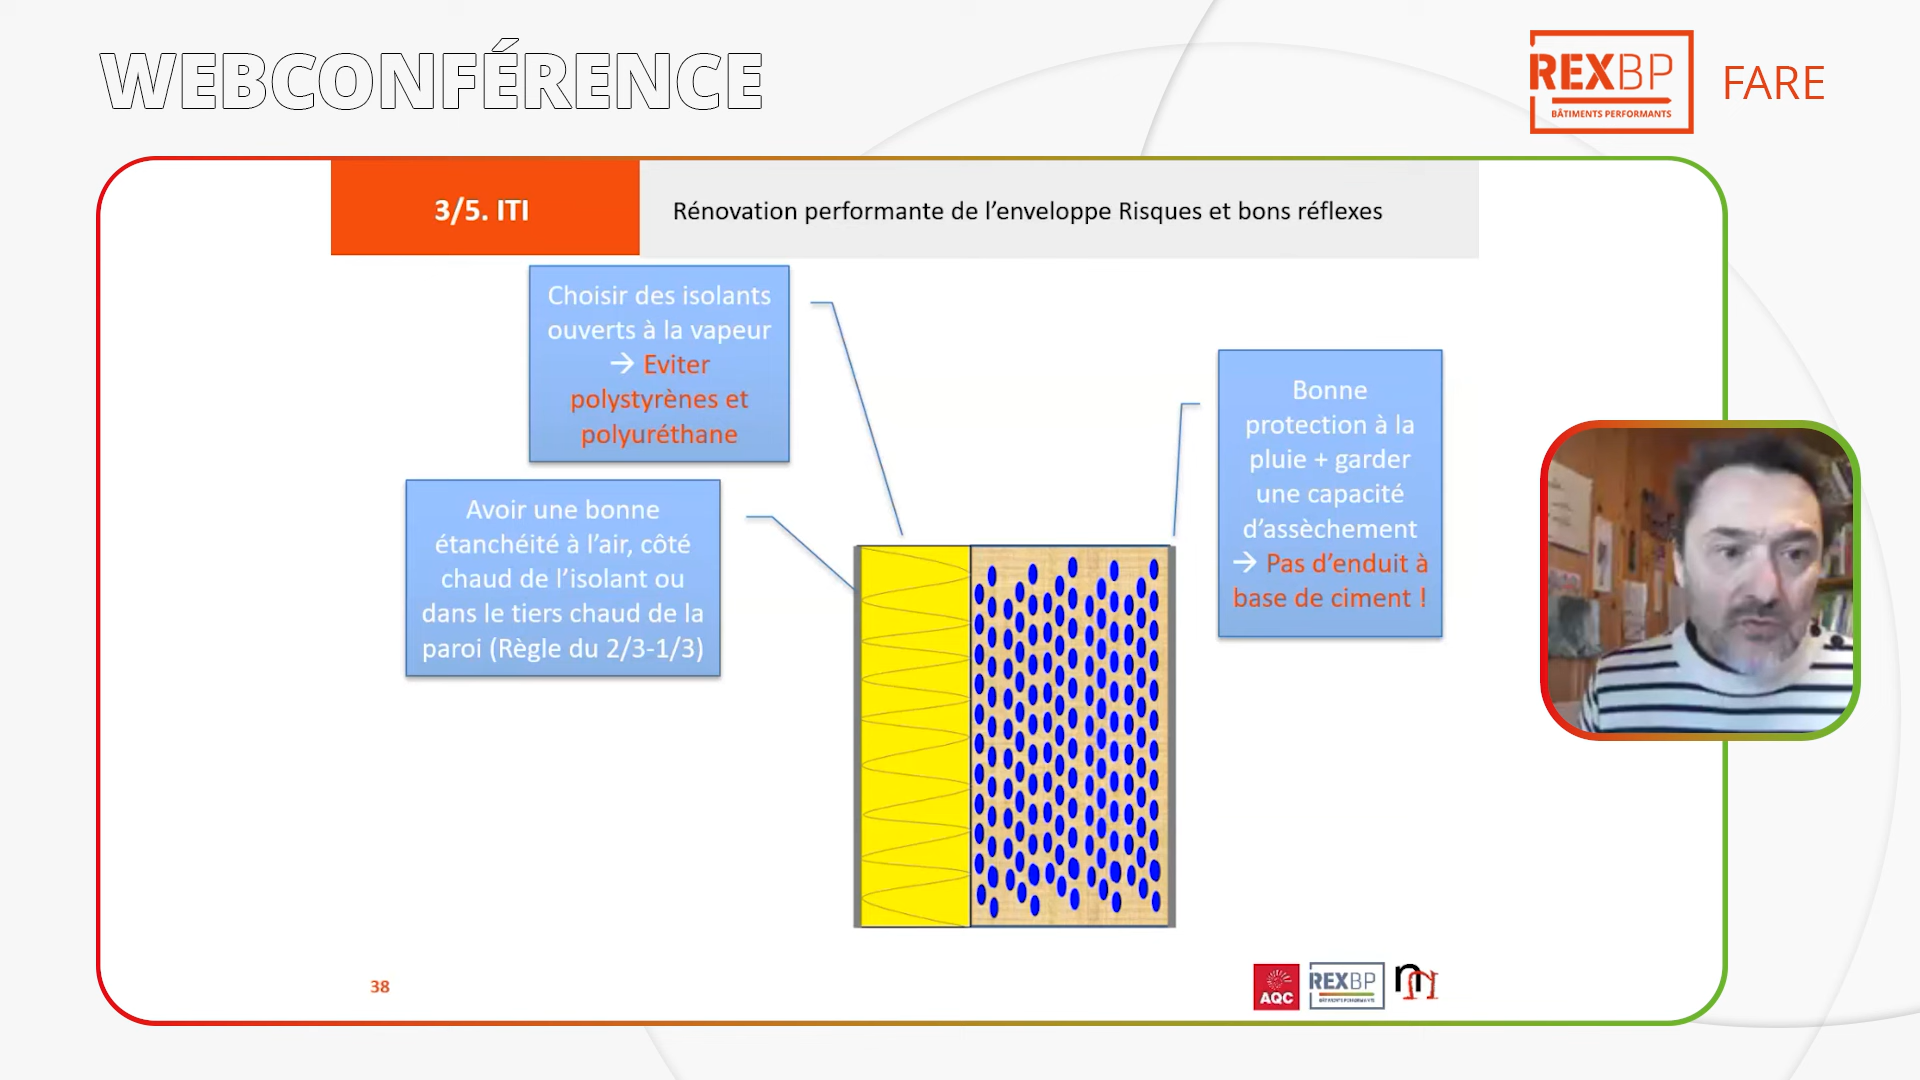 WEBCONFÉRENCE
REXBP
BÂTIMENTS PERFORMANTS
FARE
3/5. ITI
Rénovation performante de l’enveloppe Risques et bons réflexes
Choisir des isolants
ouverts à la vapeur
→ Eviter
polystyrènes et
polyuréthane
Avoir une bonne
étanchéité à l’air, côté
chaud de l’isolant ou
dans le tiers chaud de la
paroi (Règle du 2/3-1/3)
Bonne
protection à la
pluie + garder
une capacité
d’assèchement
→ Pas d’enduit à
base de ciment !
38
AQC
REXBP
BÂTIMENTS PERFORMANTS